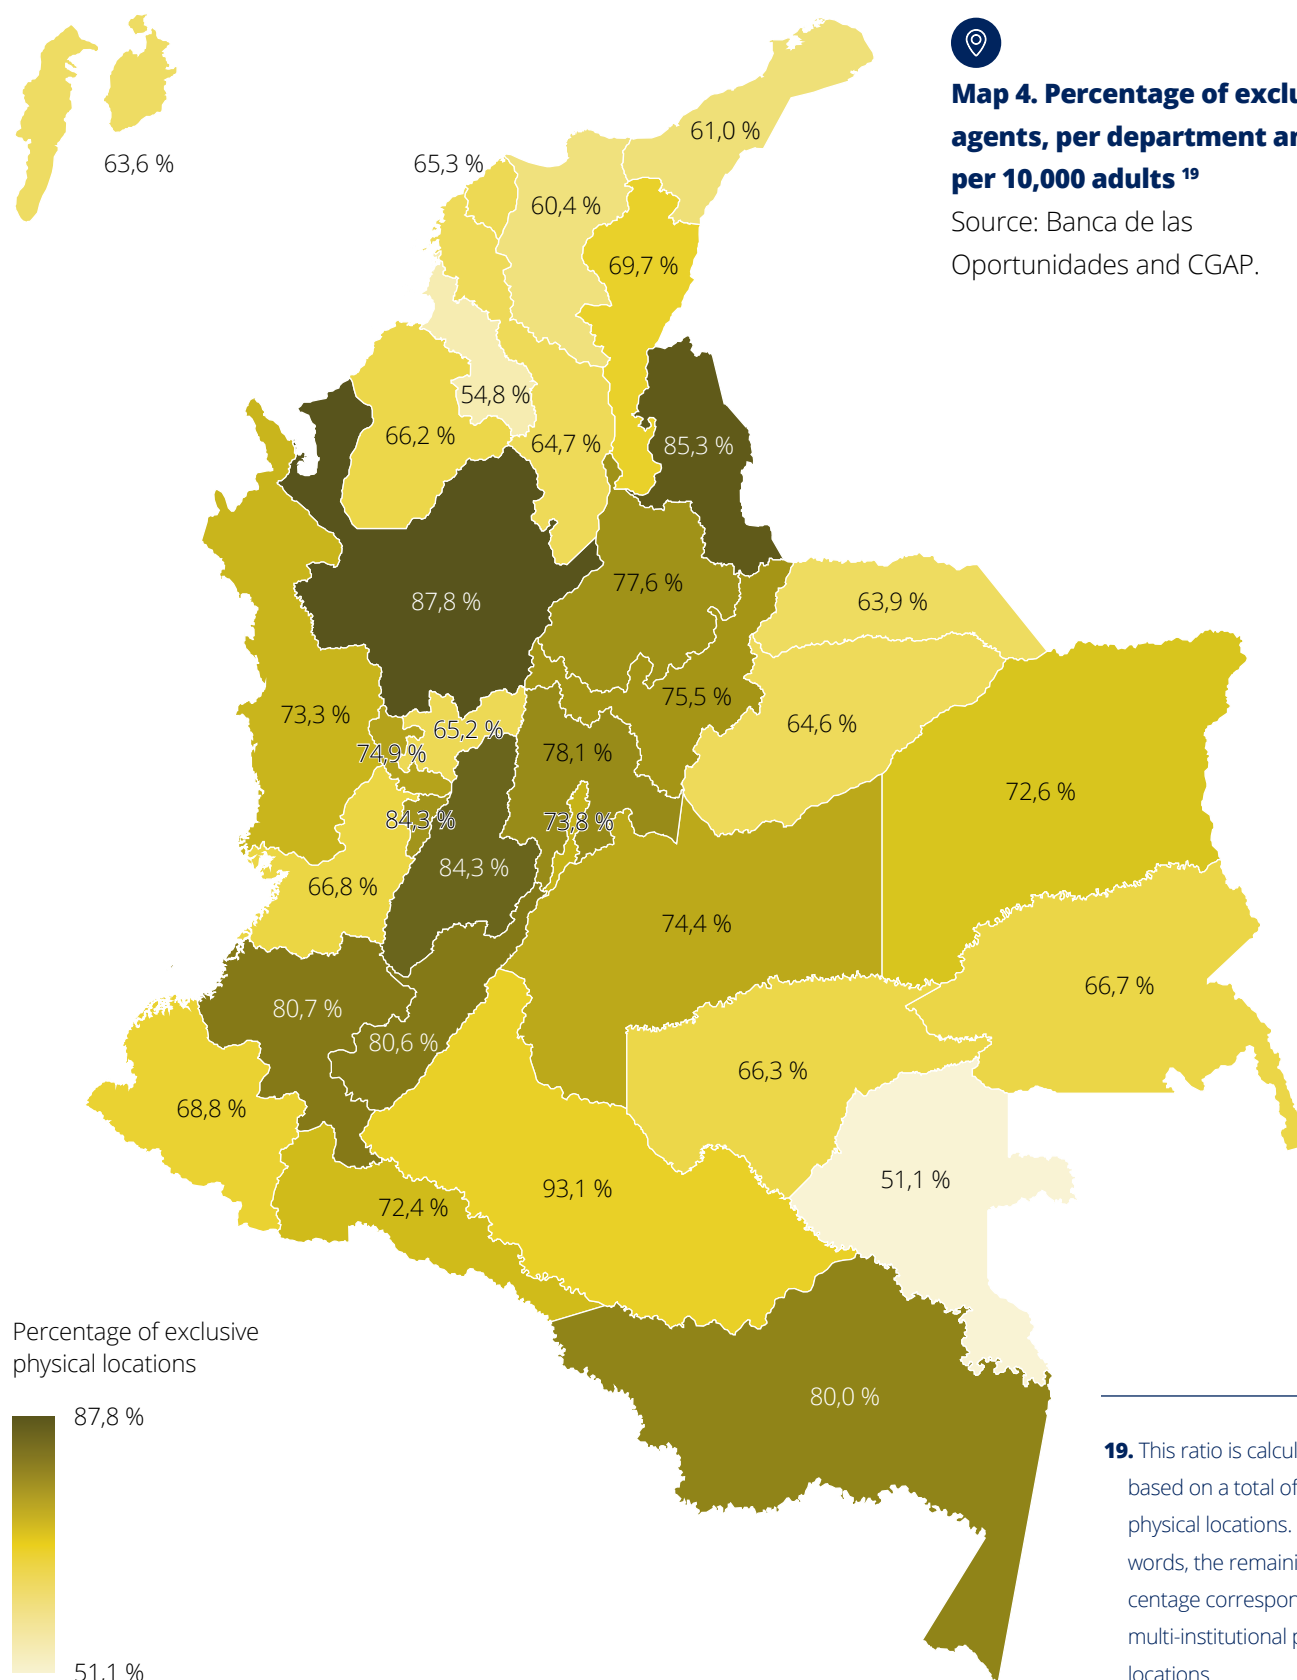 Map 4. Percentage of exclu
agents, per department an
per 10,000 adults 19
Source: Banca de las
Oportunidades and CGAP.
63,6 %
65,3 %
61,0 %
60,4 %
69,7 %
54,8 %
66,2 %
64,7 %
85,3 %
87,8 %
77,6 %
63,9 %
75,5 %
73,3 %
65,2 %
64,6 %
74,9 %
78,1 %
72,6 %
84,3 %
73,8 %
84,3 %
66,8 %
74,4 %
66,7 %
80,7 %
80,6 %
66,3 %
68,8 %
51,1 %
93,1 %
72,4 %
80,0 %
Percentage of exclusive
physical locations
87,8 %
51,1 %
19. This ratio is calcul
based on a total of
physical locations.
words, the remaini
centage correspon
multi-institutional p
locations